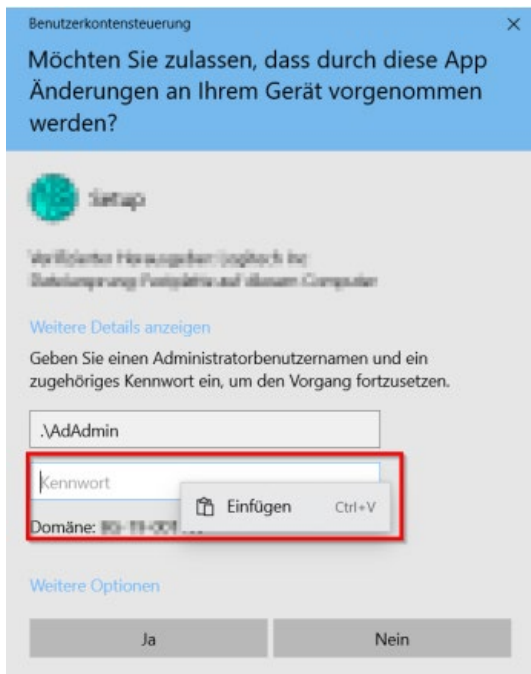 Benutzerkontensteuerung
Möchten Sie zulassen, dass durch diese App
Änderungen an Ihrem Gerät vorgenommen
werden?
Setup
Weitere Details anzeigen
Geben Sie einen Administratorbenutzernamen und ein
zugehöriges Kennwort ein, um den Vorgang fortzusetzen.
.\AdAdmin
Kennwort
Einfügen Ctrl+V
Domäne:
Weitere Optionen
Ja Nein